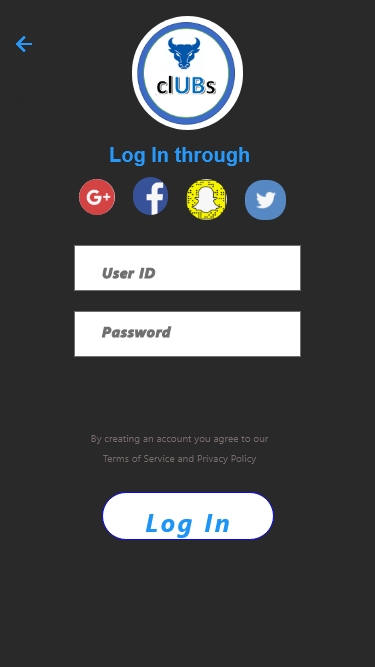 clUBs
Log In through
G+
f
User ID
Password
By creating an account you agree to our
Terms of Service and Privacy Policy
Log In